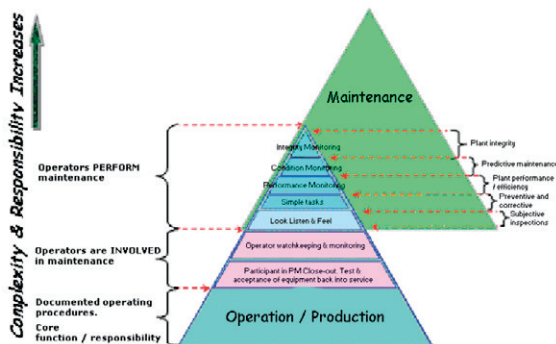 Complexity & Responsibility Increases
Maintenance
Integrity Monitoring
Condition Monitoring
Performance Monitoring
Simple tasks
Look Listen & Feel
Operator watchkeeping & monitoring
Participant in PM Close-out. Test &
acceptance of equipment back into service
Operation / Production
Operators PERFORM
maintenance
Operators are INVOLVED
in maintenance
Documented operating
procedures.
Core
function / responsibility
Plant integrity
Predictive maintenance
Plant performance
/ efficiency
Preventive and
corrective
Subjective
inspections